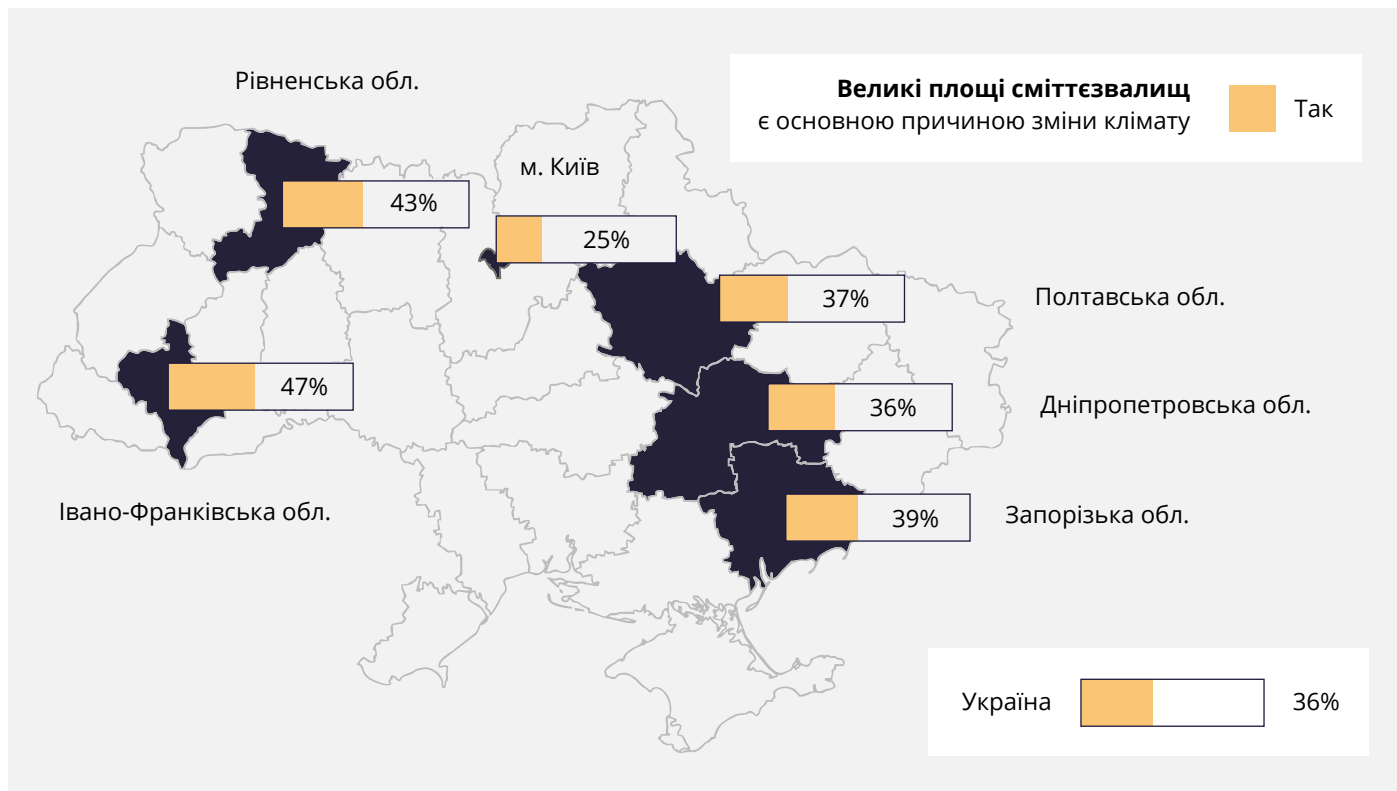 Рівненська обл.
Великі площі сміттєзвалищ
є основною причиною зміни клімату
Так
м. Київ
43%
25%
37%
Полтавська обл.
47%
36%
Дніпропетровська обл.
Івано-Франківська обл.
39%
Запорізька обл.
Україна
36%